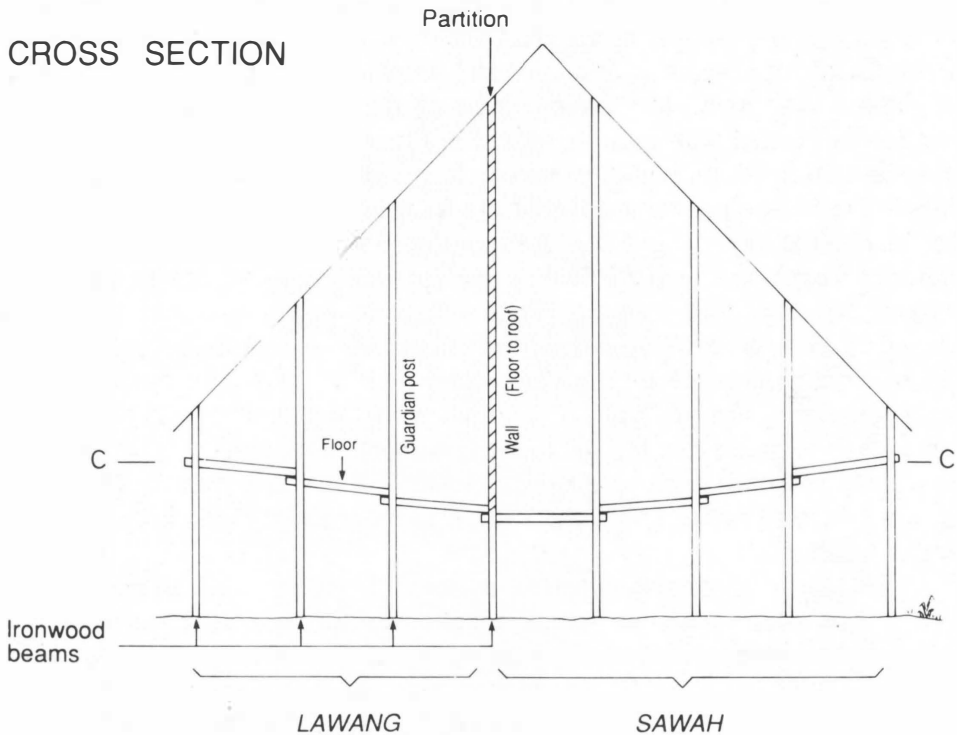 Partition
CROSS SECTION
Guardian post
Wall (Floor to roof)
Floor
C
C
Ironwood
beams
LAWANG
SAWAH